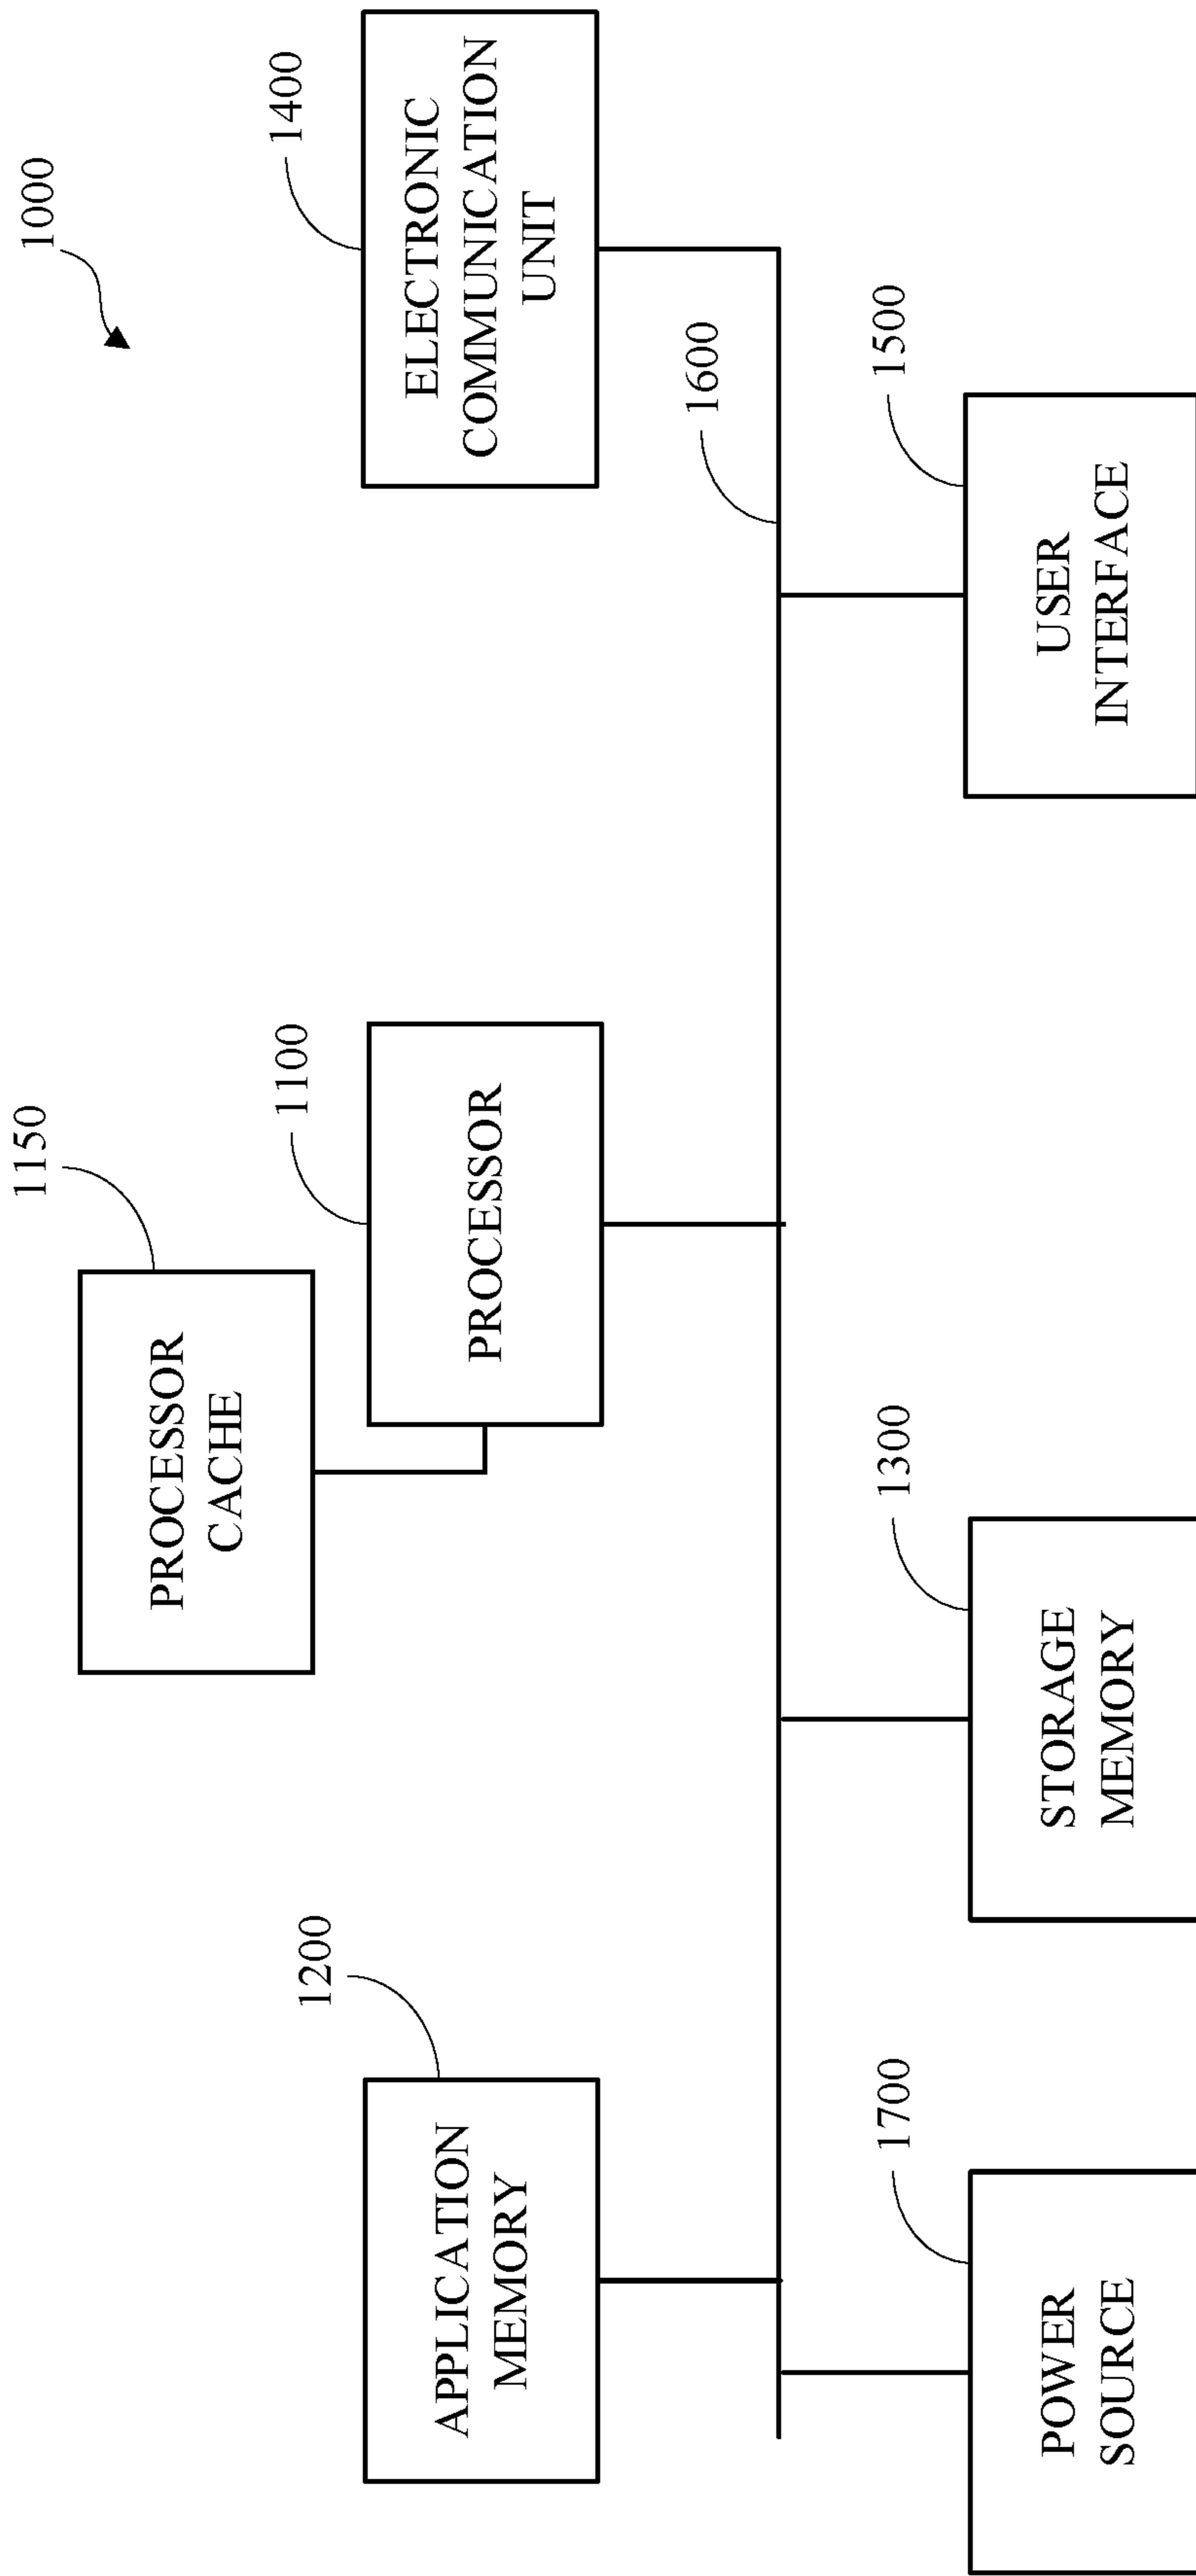 1000
1150
PROCESSOR
CACHE
1200
1100
1400
APPLICATION
MEMORY
PROCESSOR
ELECTRONIC
COMMUNICATION
UNIT
1600
1700
1300
1500
POWER
SOURCE
STORAGE
MEMORY
USER
INTERFACE